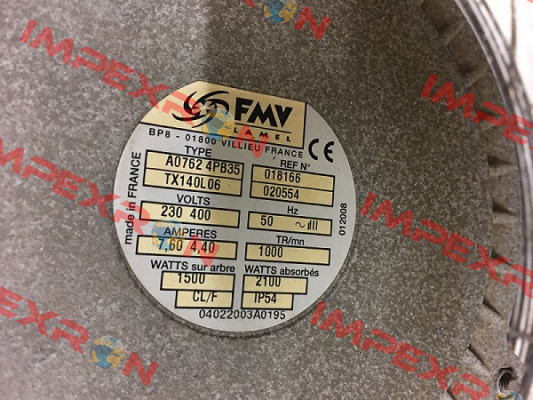 FMV
LAMEL
BP8 - 01800 VILLIEU FRANCE
CE
TYPE
A0762 4PB35
TX140L06
REF N°
018166
020554
VOLTS
230 400
Hz
50 ~ |||
AMPERES
7,60 4,40
TR/mn
1000
WATTS sur arbre
1500
WATTS absorbés
2100
CL/F
IP54
04022003A0195
made in FRANCE
012008
IMPEXRON
IMPEXRON
IMPEXRON
IMPEXRON
IMPEXRON